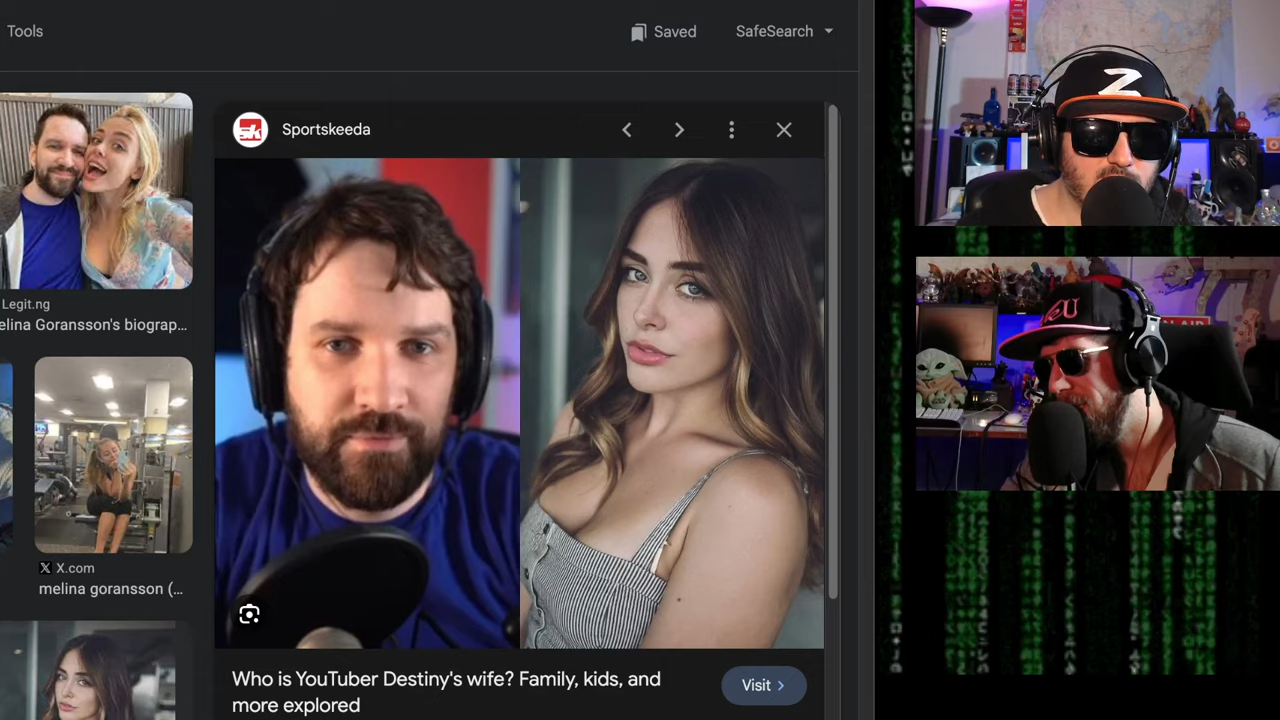 Tools
Saved
SafeSearch
sk
Sportskeeda
Legit.ng
elina Goransson's biograp...
X.com
melina goransson (...
Who is YouTuber Destiny's wife? Family, kids, and
more explored
Visit
Z